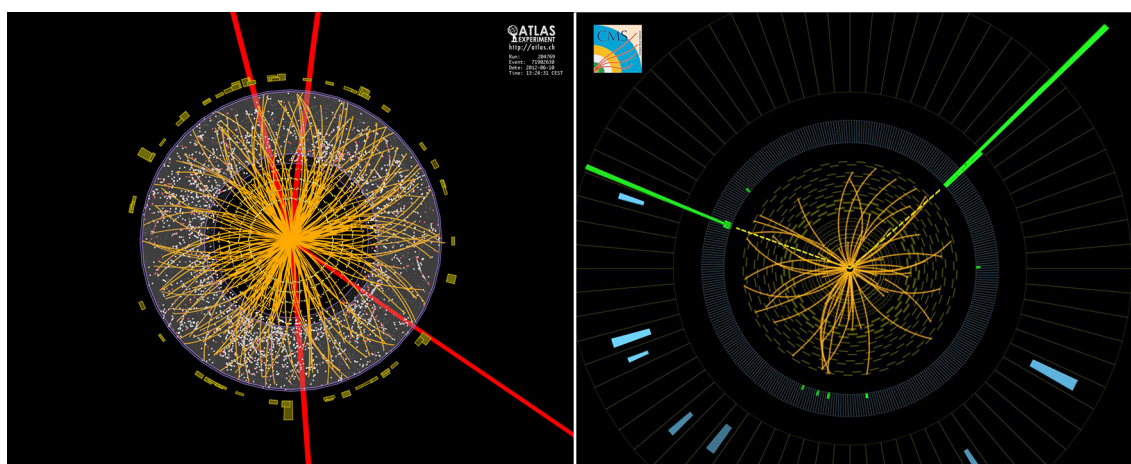 ATLAS
EXPERIMENT
http://atlas.ch
Run: 204769
Event: 71902630
Date: 2012-06-10
Time: 13:24:31 CEST
CMS